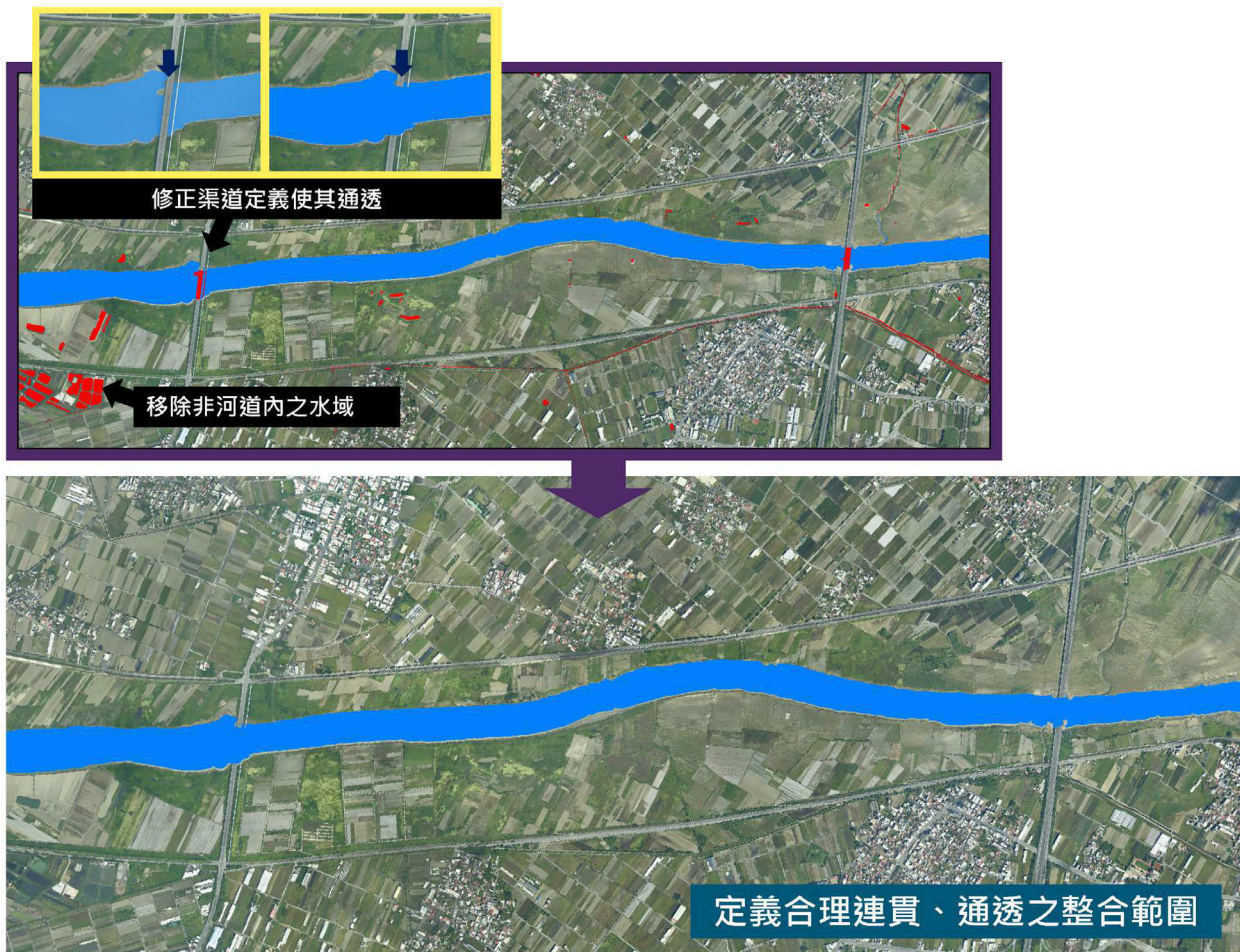 修正渠道定義使其通透
移除非河道內之水域
定義合理連貫、通透之整合範圍